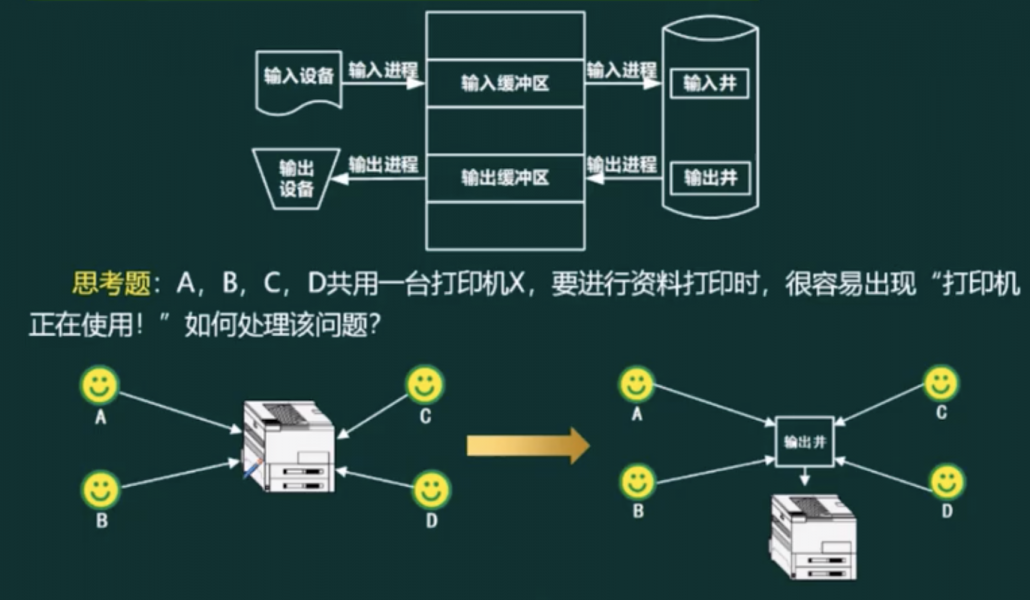 输入设备
输入进程
输入缓冲区
输入进程
输入井
输出
设备
输出进程
输出缓冲区
输出进程
输出井
思考题：A，B，C，D共用一台打印机X，要进行资料打印时，很容易出现“打印机
正在使用！”如何处理该问题？
A
C
B
D
A
C
输出井
B
D